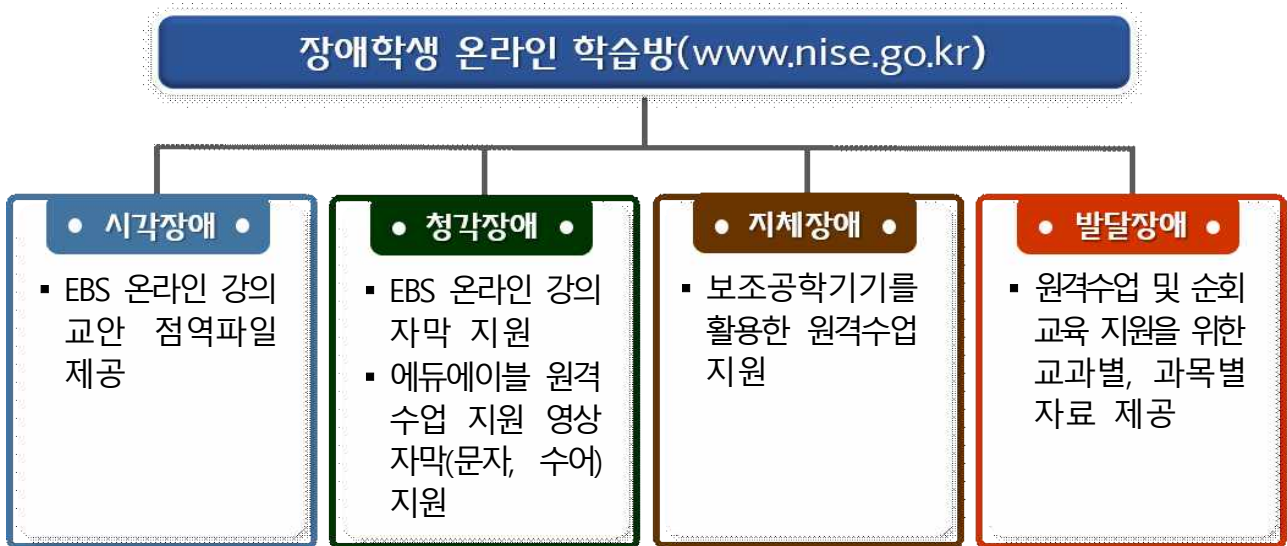 장애학생 온라인 학습방(www.nise.go.kr)
• 시각장애 •
▪ EBS 온라인 강의
교안 점역파일
제공
• 청각장애 •
▪ EBS 온라인 강의
자막 지원
▪ 에듀에이블 원격
수업 지원 영상
자막(문자, 수어)
지원
• 지체장애 •
▪ 보조공학기기를
활용한 원격수업
지원
• 발달장애 •
▪ 원격수업 및 순회
교육 지원을 위한
교과별, 과목별
자료 제공